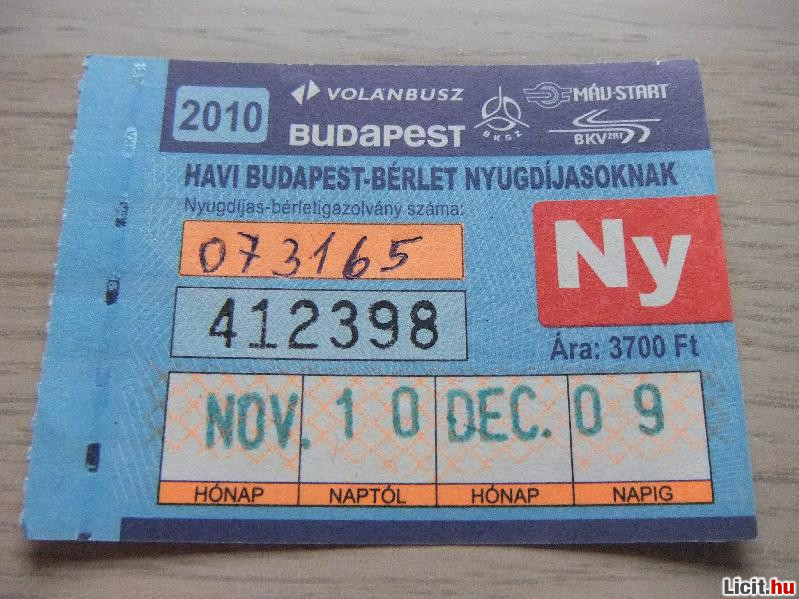 2010
VOLÁNBUSZ
BUDAPEST
BKSZ
MÁV-START
BKV ZRT
HAVI BUDAPEST-BÉRLET NYUGDÍJASOKNAK
Nyugdíjas-bérletigazolvány száma:
073165
Ny
412398
Ára: 3700 Ft
NOV. 10 DEC. 09
HÓNAP NAPTÓL HÓNAP NAPIG
Licit.hu